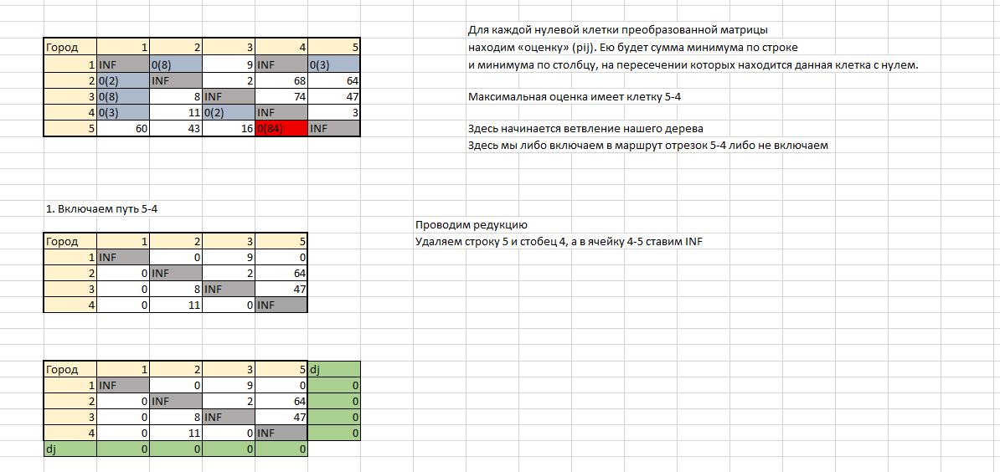 Для каждой нулевой клетки преобразованной матрицы
Город 1 2 3 4 5 находим «оценку» (pij). Ею будет сумма минимума по строке
1 INF 0(8) 9 INF 0(3) и минимума по столбцу, на пересечении которых находится данная клетка с нулем.
2 0(2) INF 2 68 64
3 0(8) 8 INF 74 47 Максимальная оценка имеет клетку 5-4
4 0(3) 11 0(2) INF 3
5 60 43 16 0(84) INF Здесь начинается ветвление нашего дерева
Здесь мы либо включаем в маршрут отрезок 5-4 либо не включаем
1. Включаем путь 5-4
Проводим редукцию
Город 1 2 3 5 Удаляем строку 5 и стобец 4, а в ячейку 4-5 ставим INF
1 INF 0 9 0
2 0 INF 2 64
3 0 8 INF 47
4 0 11 0 INF
Город 1 2 3 5 dj
1 INF 0 9 0 0
2 0 INF 2 64 0
3 0 8 INF 47 0
4 0 11 0 INF 0
dj 0 0 0 0